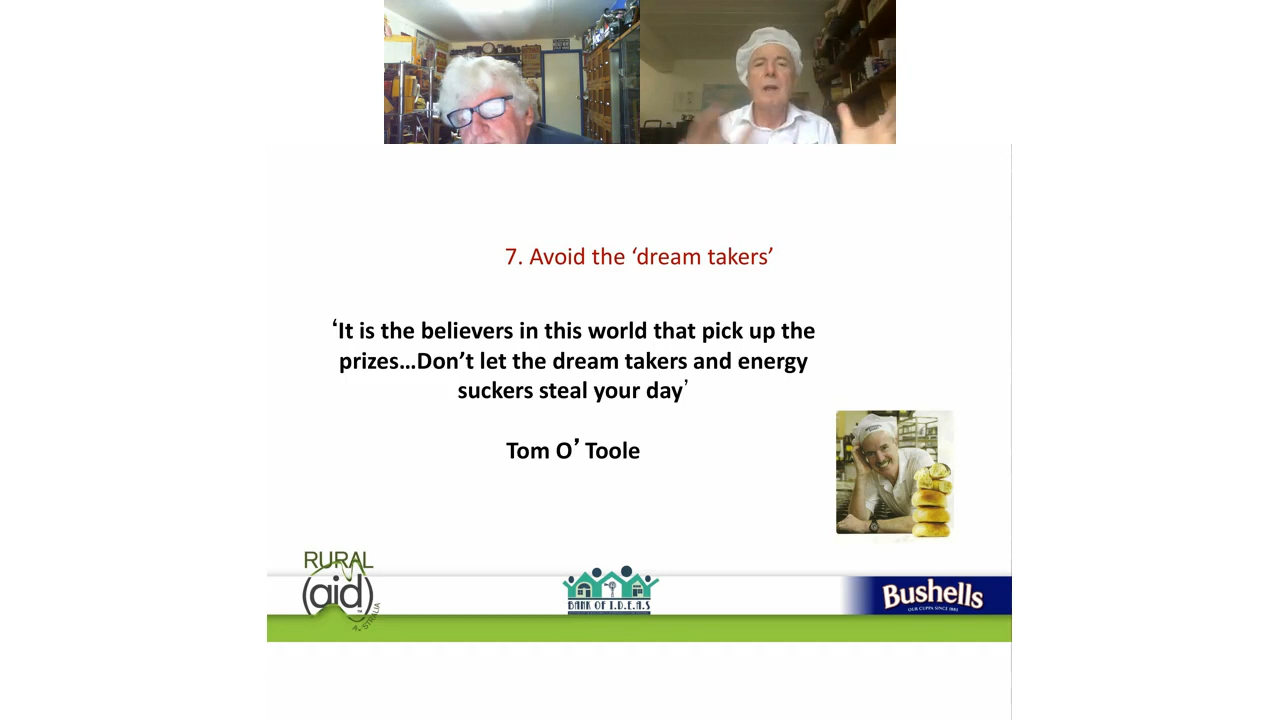 7. Avoid the ‘dream takers’
‘It is the believers in this world that pick up the
prizes…Don’t let the dream takers and energy
suckers steal your day’
Tom O’ Toole
RURAL
(aid)
AUSTRALIA
BANK OF I.D.E.A.S
Bushells
OUR CUPPA SINCE 1883